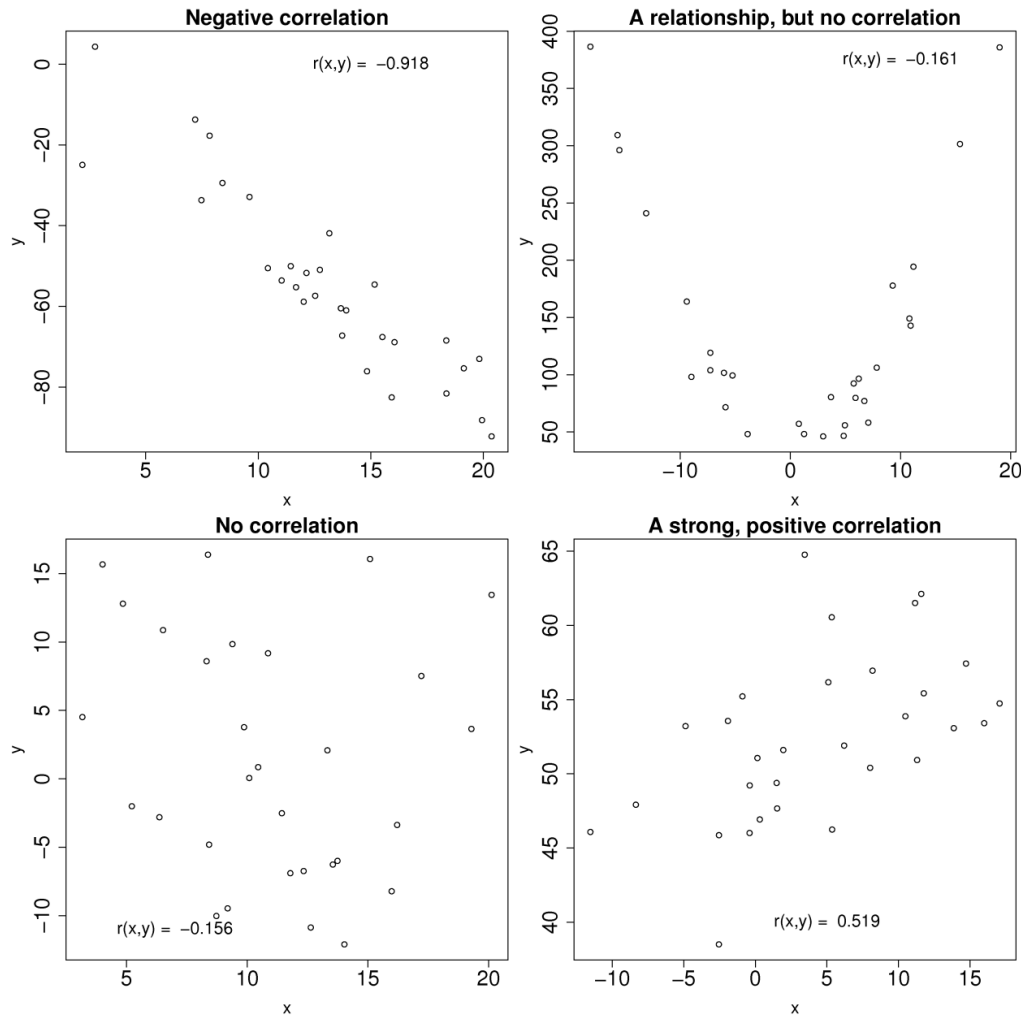 Negative correlation
r(x,y) = −0.918
0
−20
−40
−60
−80
y
5 10 15 20
x
A relationship, but no correlation
r(x,y) = −0.161
400
350
300
250
200
150
100
50
y
−10 0 10 20
x
No correlation
15
10
5
0
−5
−10
y
r(x,y) = −0.156
5 10 15 20
x
A strong, positive correlation
65
60
55
50
45
40
y
r(x,y) = 0.519
−10 −5 0 5 10 15
x